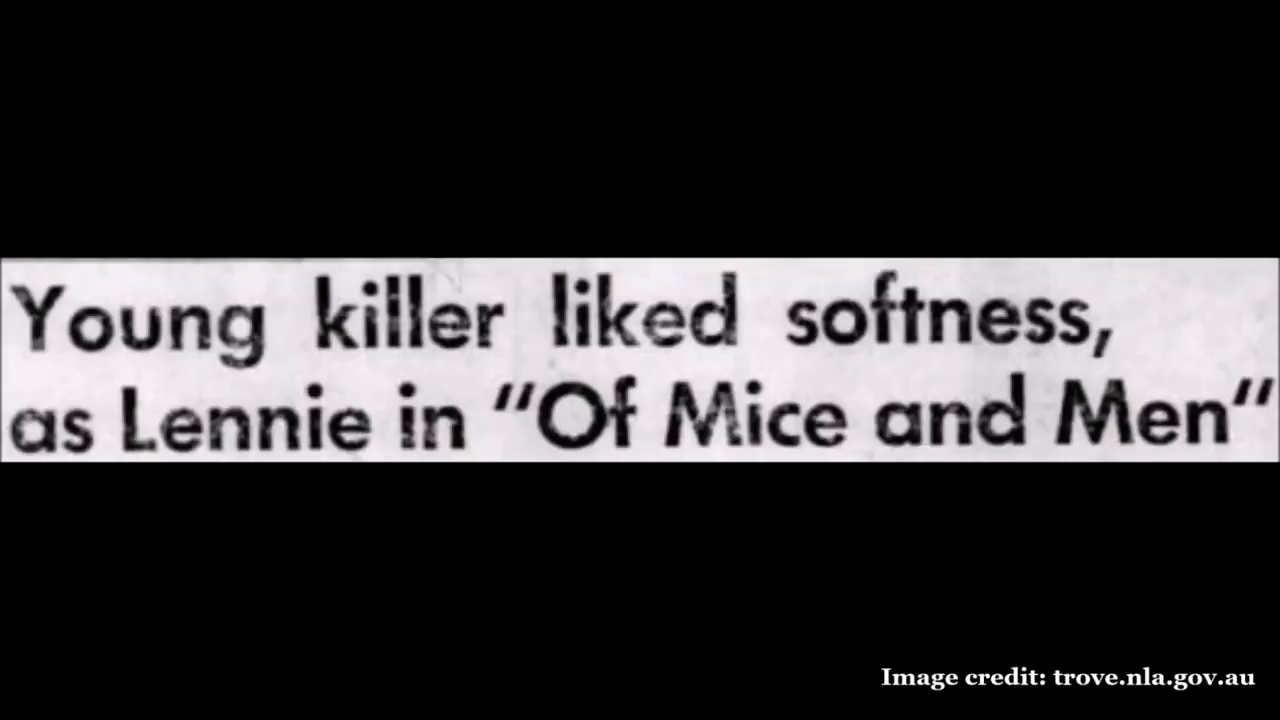 Young killer liked softness,
as Lennie in “Of Mice and Men“
Image credit: trove.nla.gov.au